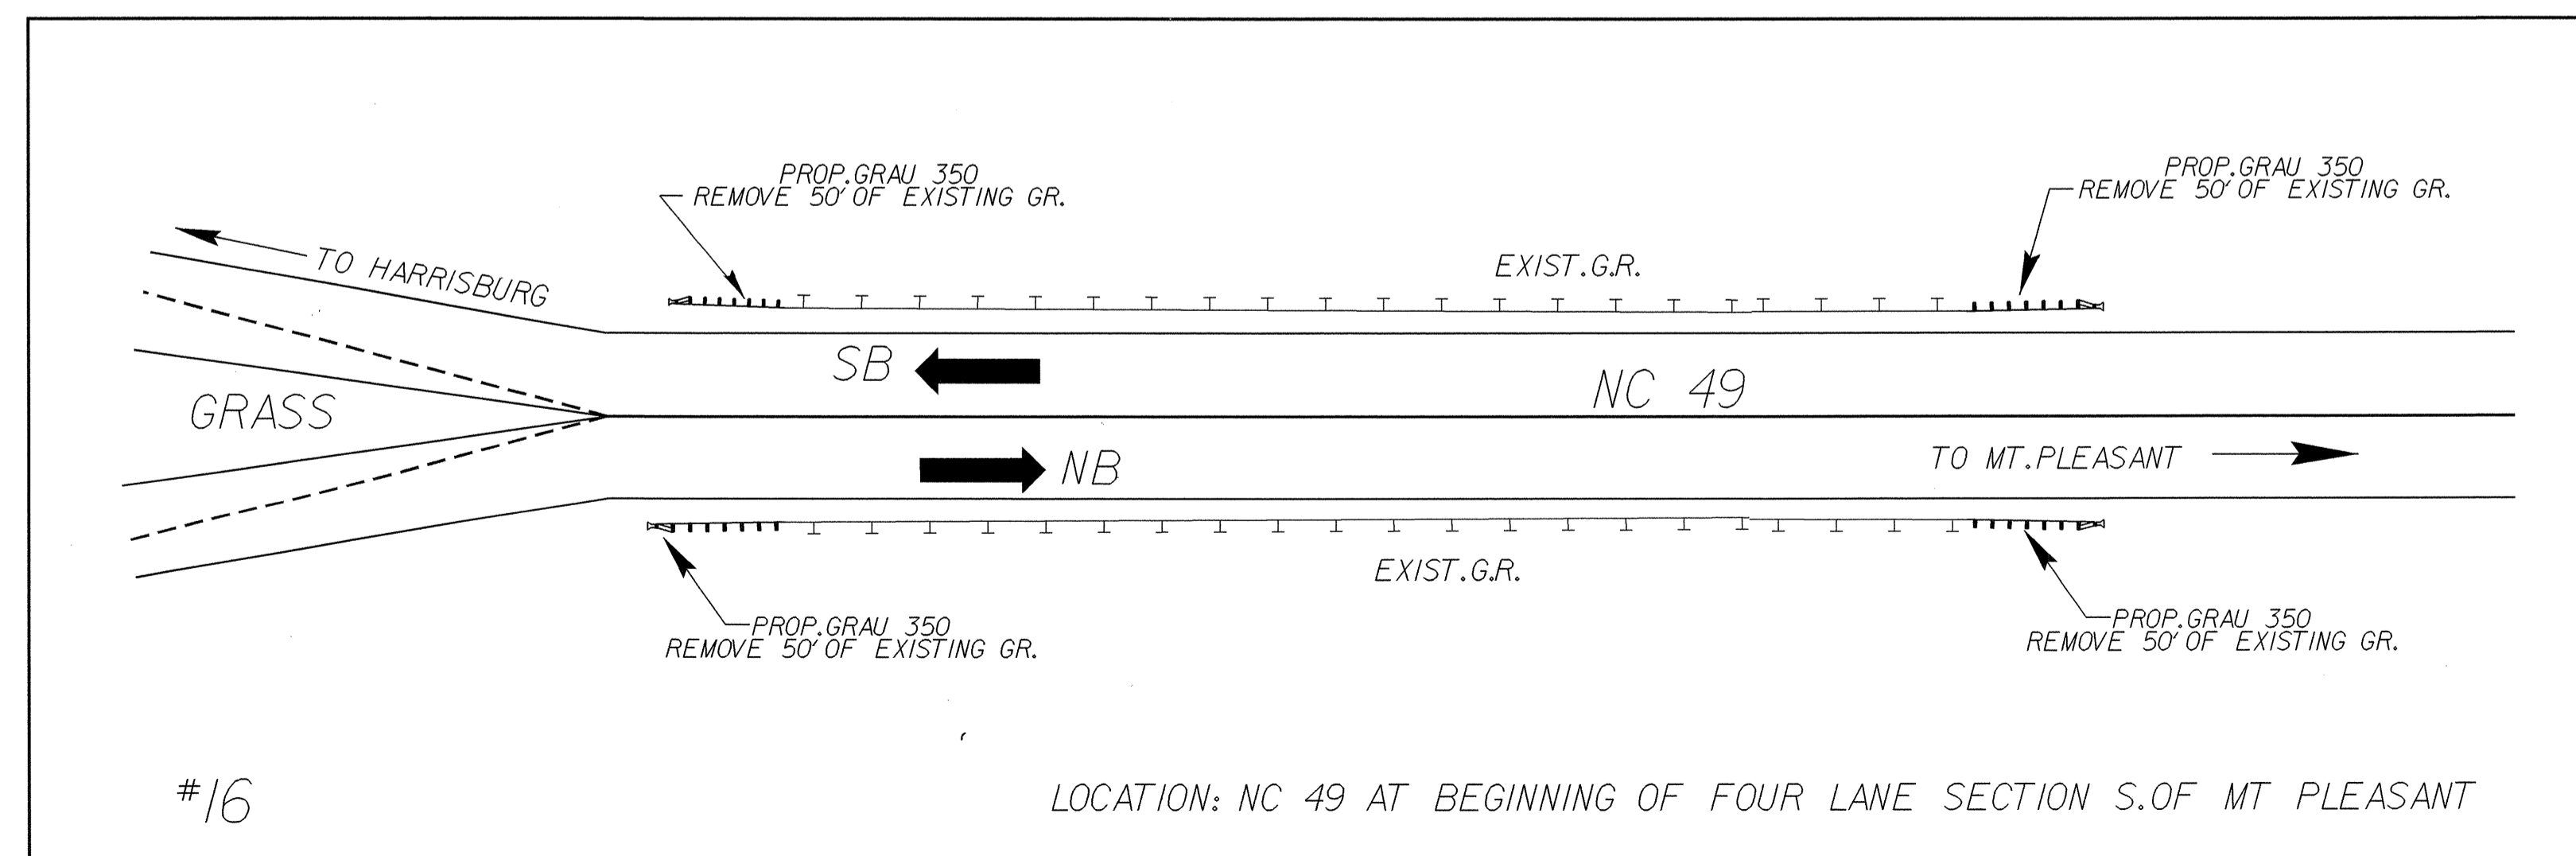 PROP.GRAU 350
REMOVE 50' OF EXISTING GR.
PROP.GRAU 350
REMOVE 50' OF EXISTING GR.
TO HARRISBURG
EXIST.G.R.
SB
NC 49
GRASS
NB
TO MT.PLEASANT
EXIST.G.R.
PROP.GRAU 350
REMOVE 50' OF EXISTING GR.
PROP.GRAU 350
REMOVE 50' OF EXISTING GR.
#16
LOCATION: NC 49 AT BEGINNING OF FOUR LANE SECTION S.OF MT PLEASANT